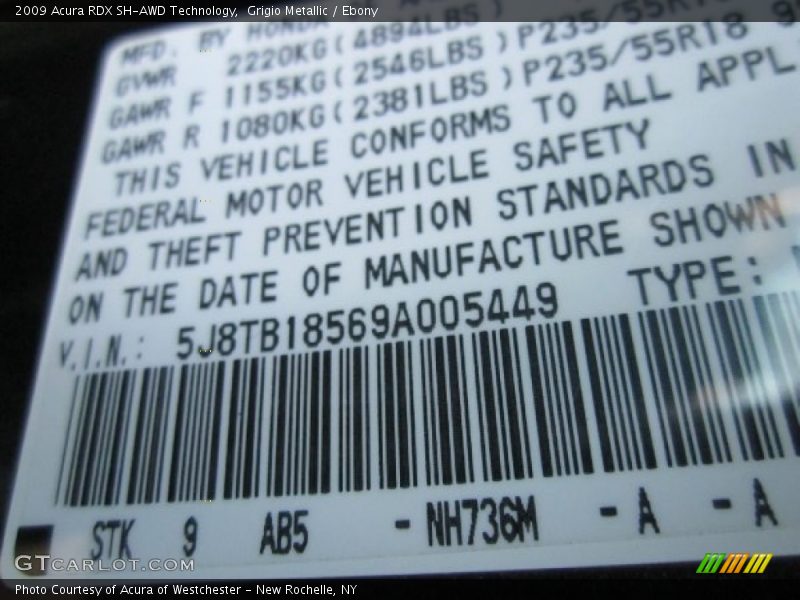 2009 Acura RDX SH-AWD Technology, Grigio Metallic / Ebony
MFD. BY HONDA
GVWR 2220KG(4894LBS)
GAWR F 1155KG(2546LBS)P235/55R18
GAWR R 1080KG(2381LBS)P235/55R18
THIS VEHICLE CONFORMS TO ALL APPL
FEDERAL MOTOR VEHICLE SAFETY
AND THEFT PREVENTION STANDARDS IN
ON THE DATE OF MANUFACTURE SHOWN
V.I.N.: 5J8TB18569A005449 TYPE:
STK 9 AB5 - NH736M - A - A
GTCARLOT.COM
Photo Courtesy of Acura of Westchester - New Rochelle, NY